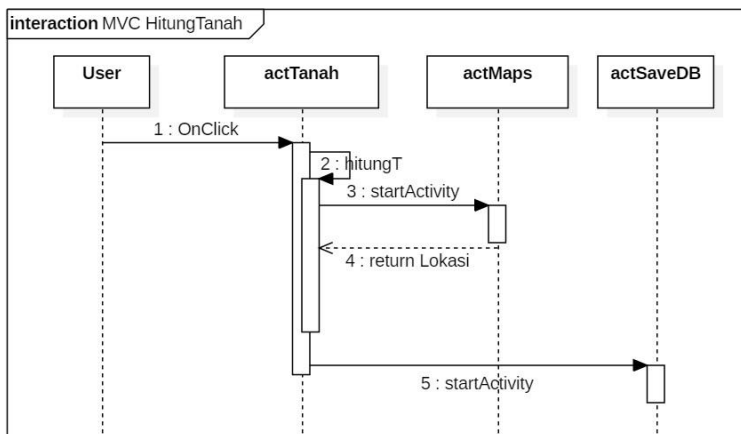 interaction MVC HitungTanah
User actTanah actMaps actSaveDB
1 : OnClick
2 : hitungT
3 : startActivity
4 : return Lokasi
5 : startActivity